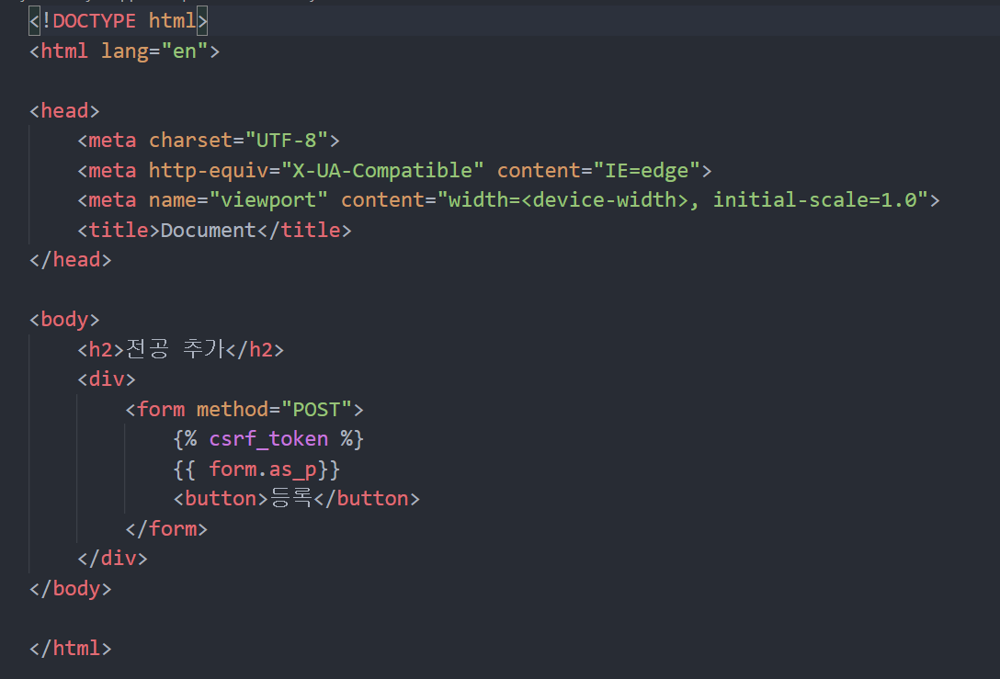 <!DOCTYPE html>
<html lang="en">
<head>
<meta charset="UTF-8">
<meta http-equiv="X-UA-Compatible" content="IE=edge">
<meta name="viewport" content="width=<device-width>, initial-scale=1.0">
<title>Document</title>
</head>
<body>
<h2>전공 추가</h2>
<div>
<form method="POST">
{% csrf_token %}
{{ form.as_p}}
<button>등록</button>
</form>
</div>
</body>
</html>